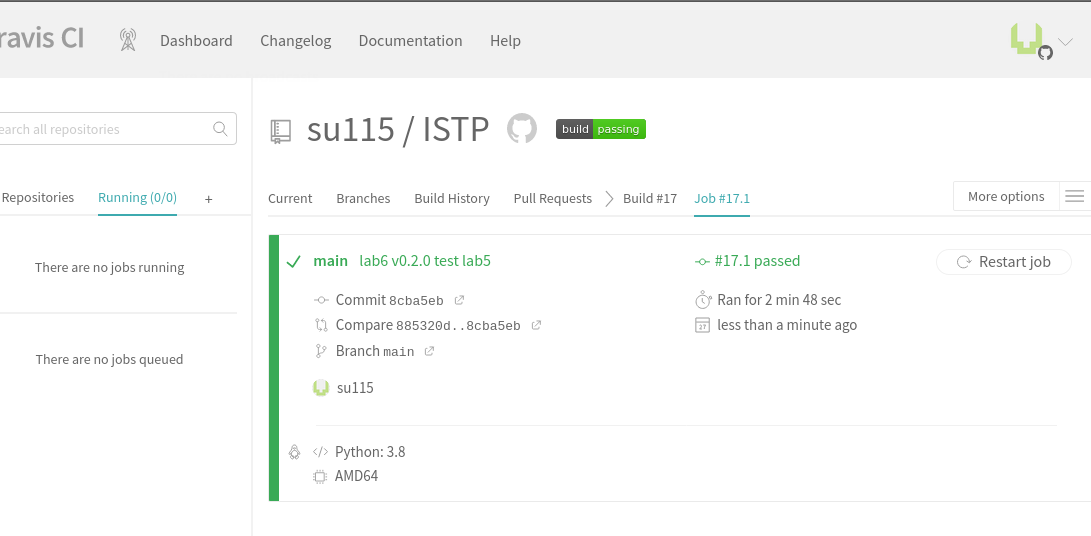 ravis CI Dashboard Changelog Documentation Help
earch all repositories
su115 / ISTP build passing
Repositories Running (0/0) +
Current Branches Build History Pull Requests Build #17 Job #17.1 More options
There are no jobs running
There are no jobs queued
main lab6 v0.2.0 test lab5
#17.1 passed
Restart job
Commit 8cba5eb
Ran for 2 min 48 sec
Compare 885320d..8cba5eb
less than a minute ago
Branch main
su115
Python: 3.8
AMD64